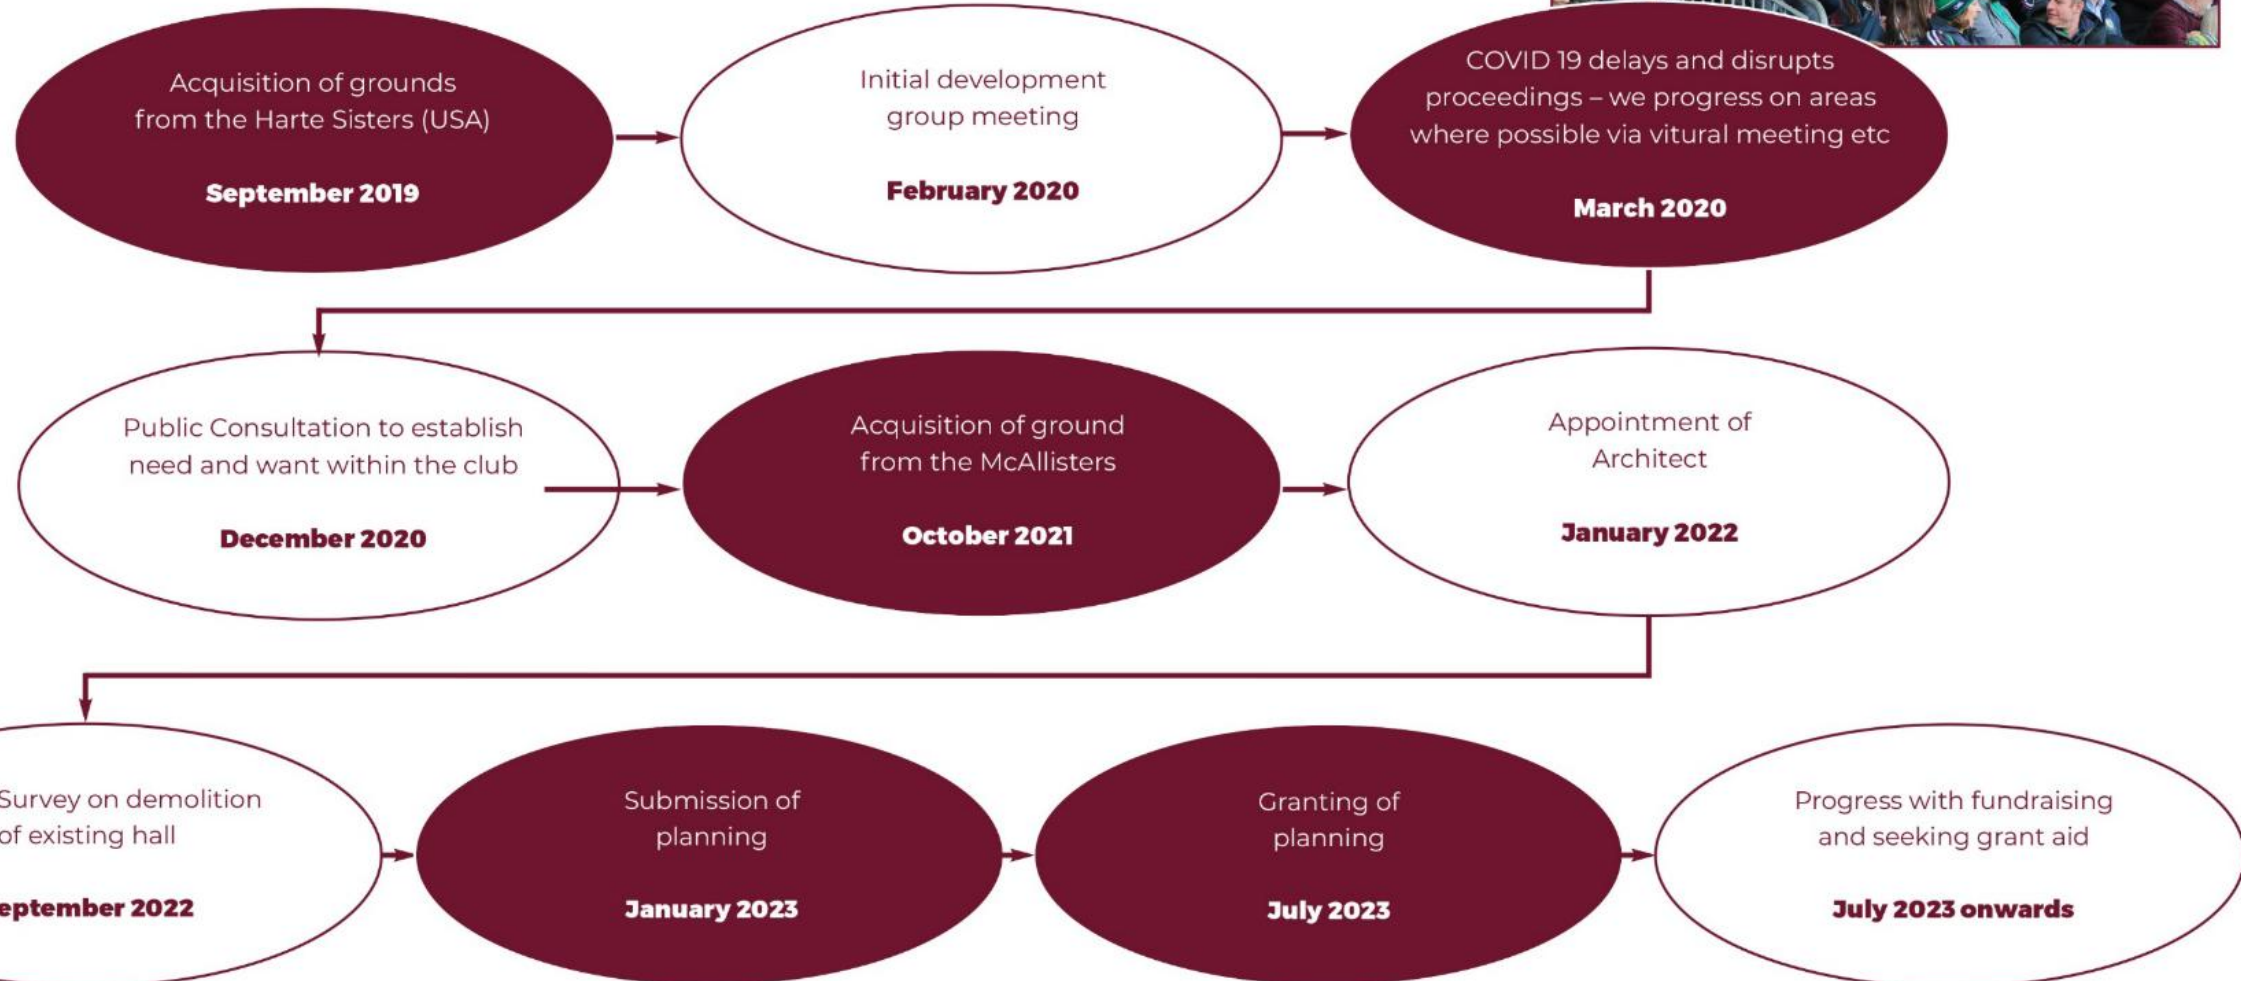 Acquisition of grounds
from the Harte Sisters (USA)
September 2019
Initial development
group meeting
February 2020
COVID 19 delays and disrupts
proceedings – we progress on areas
where possible via vitural meeting etc
March 2020
Public Consultation to establish
need and want within the club
December 2020
Acquisition of ground
from the McAllisters
October 2021
Appointment of
Architect
January 2022
Survey on demolition
of existing hall
eptember 2022
Submission of
planning
January 2023
Granting of
planning
July 2023
Progress with fundraising
and seeking grant aid
July 2023 onwards